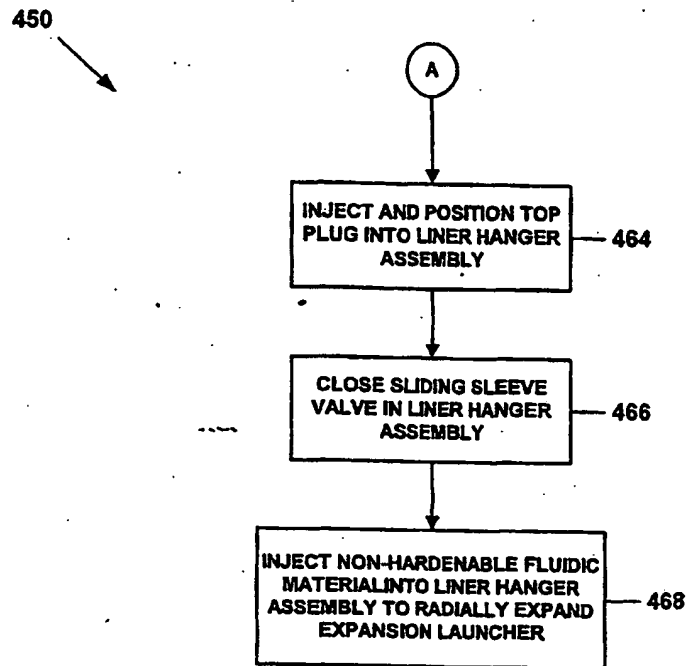 450
A
INJECT AND POSITION TOP
PLUG INTO LINER HANGER
ASSEMBLY
464
CLOSE SLIDING SLEEVE
VALVE IN LINER HANGER
ASSEMBLY
466
INJECT NON-HARDENABLE FLUIDIC
MATERIALINTO LINER HANGER
ASSEMBLY TO RADIALLY EXPAND
EXPANSION LAUNCHER
468